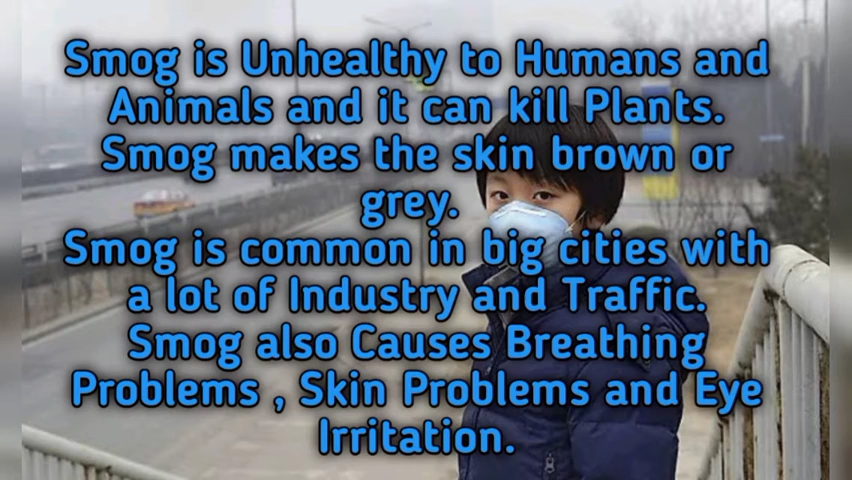 Smog is Unhealthy to Humans and
Animals and it can kill Plants.
Smog makes the skin brown or
grey.
Smog is common in big cities with
a lot of Industry and Traffic.
Smog also Causes Breathing
Problems , Skin Problems and Eye
Irritation.